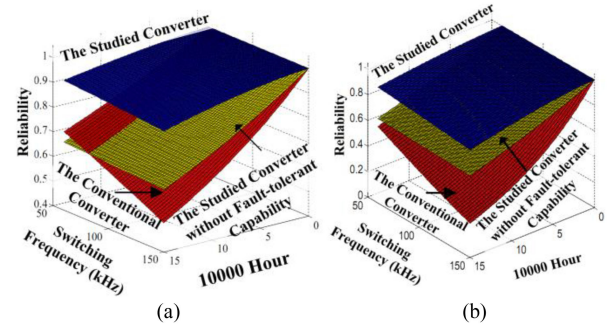 The Studied Converter
1
0.9
0.8
0.7
0.6
0.5
0.4
Reliability
50
100
150
Switching
Frequency (kHz)
15
10
5
0
10000 Hour
The Conventional
Converter
The Studied Converter
without Fault-tolerant
Capability
(a)
The Studied Converter
1
0.8
0.6
0.4
0.2
0
Reliability
50
100
150
Switching
Frequency (kHz)
15
10
5
0
10000 Hour
The Conventional
Converter
The Studied Converter
without Fault-tolerant
Capability
(b)